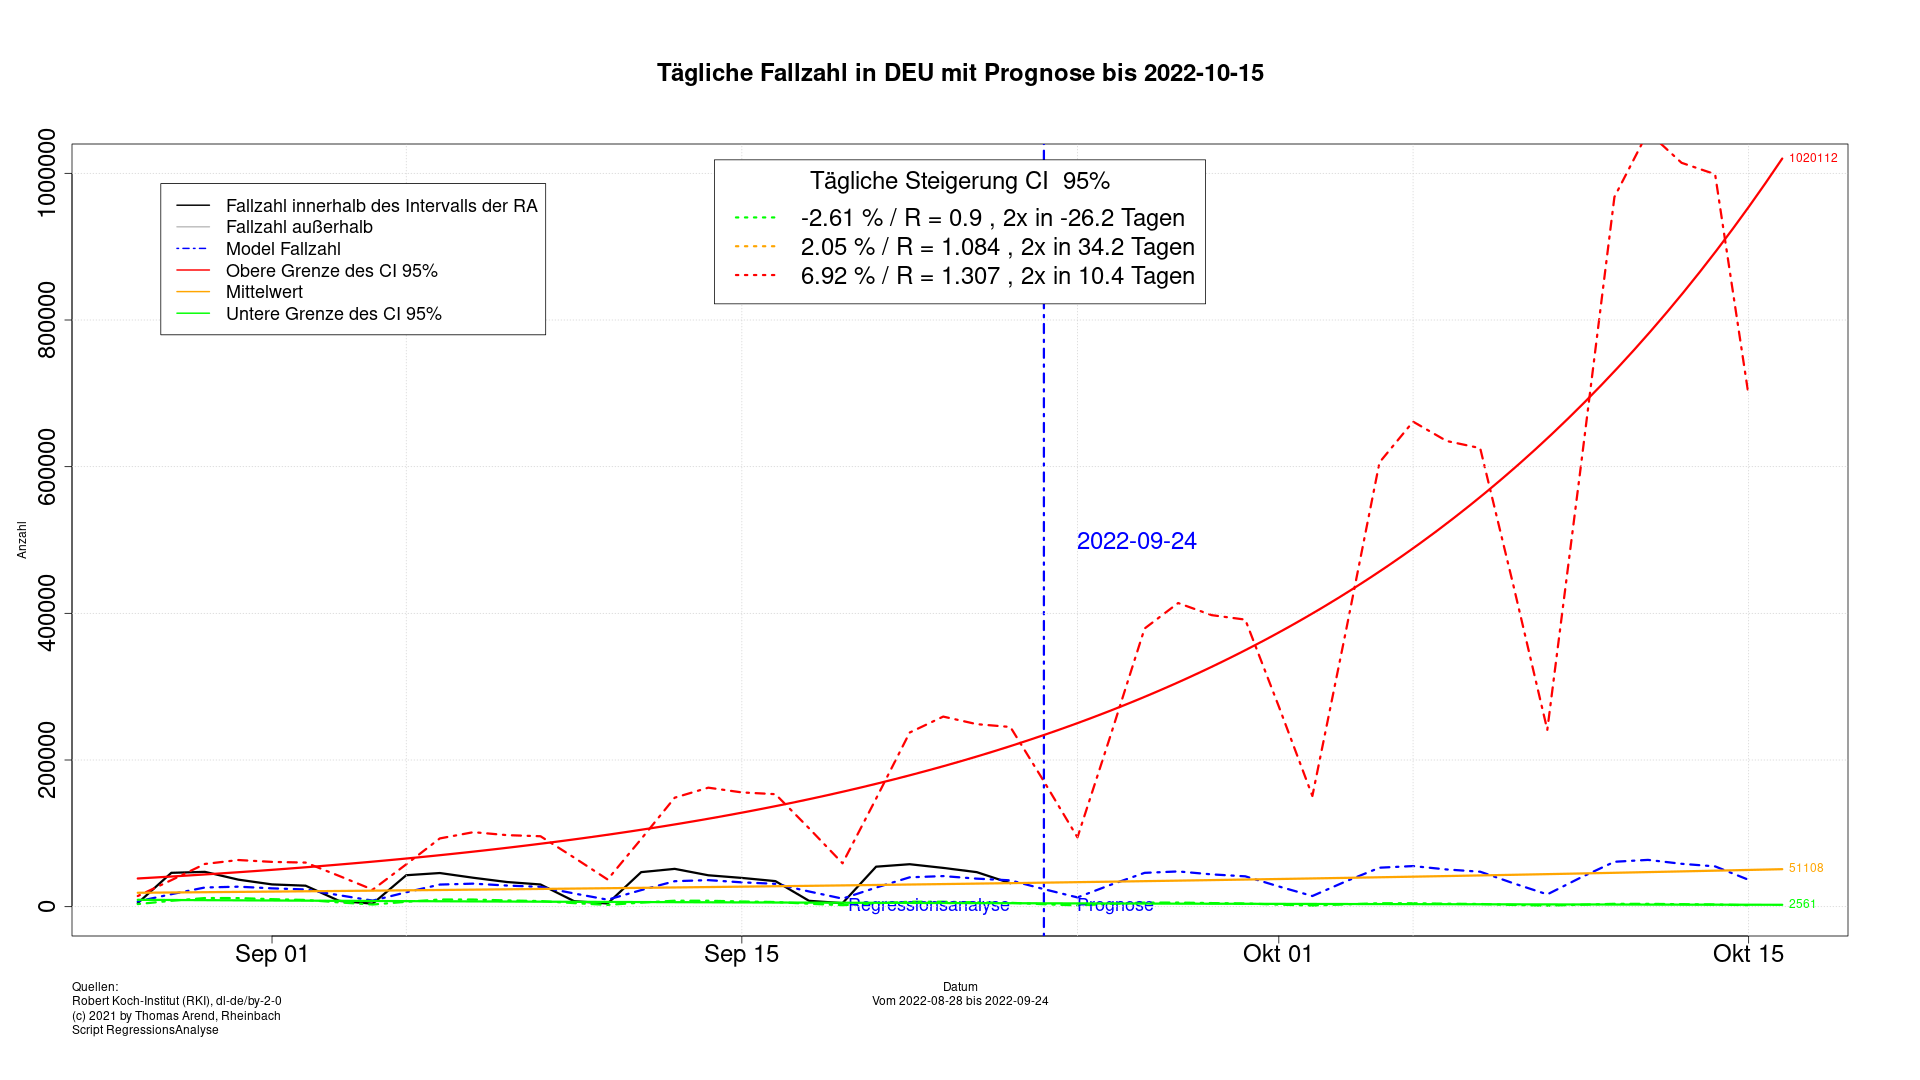 Tägliche Fallzahl in DEU mit Prognose bis 2022-10-15
Anzahl
0
200000
400000
600000
800000
1000000
Fallzahl innerhalb des Intervalls der RA
Fallzahl außerhalb
Model Fallzahl
Obere Grenze des CI 95%
Mittelwert
Untere Grenze des CI 95%
Tägliche Steigerung CI  95%
-2.61 % / R = 0.9 , 2x in -26.2 Tagen
2.05 % / R = 1.084 , 2x in 34.2 Tagen
6.92 % / R = 1.307 , 2x in 10.4 Tagen
1020112
2022-09-24
51108
2561
Regressionsanalyse
Prognose
Sep 01
Sep 15
Okt 01
Okt 15
Datum
Vom 2022-08-28 bis 2022-09-24
Quellen:
Robert Koch-Institut (RKI), dl-de/by-2-0
(c) 2021 by Thomas Arend, Rheinbach
Script RegressionsAnalyse